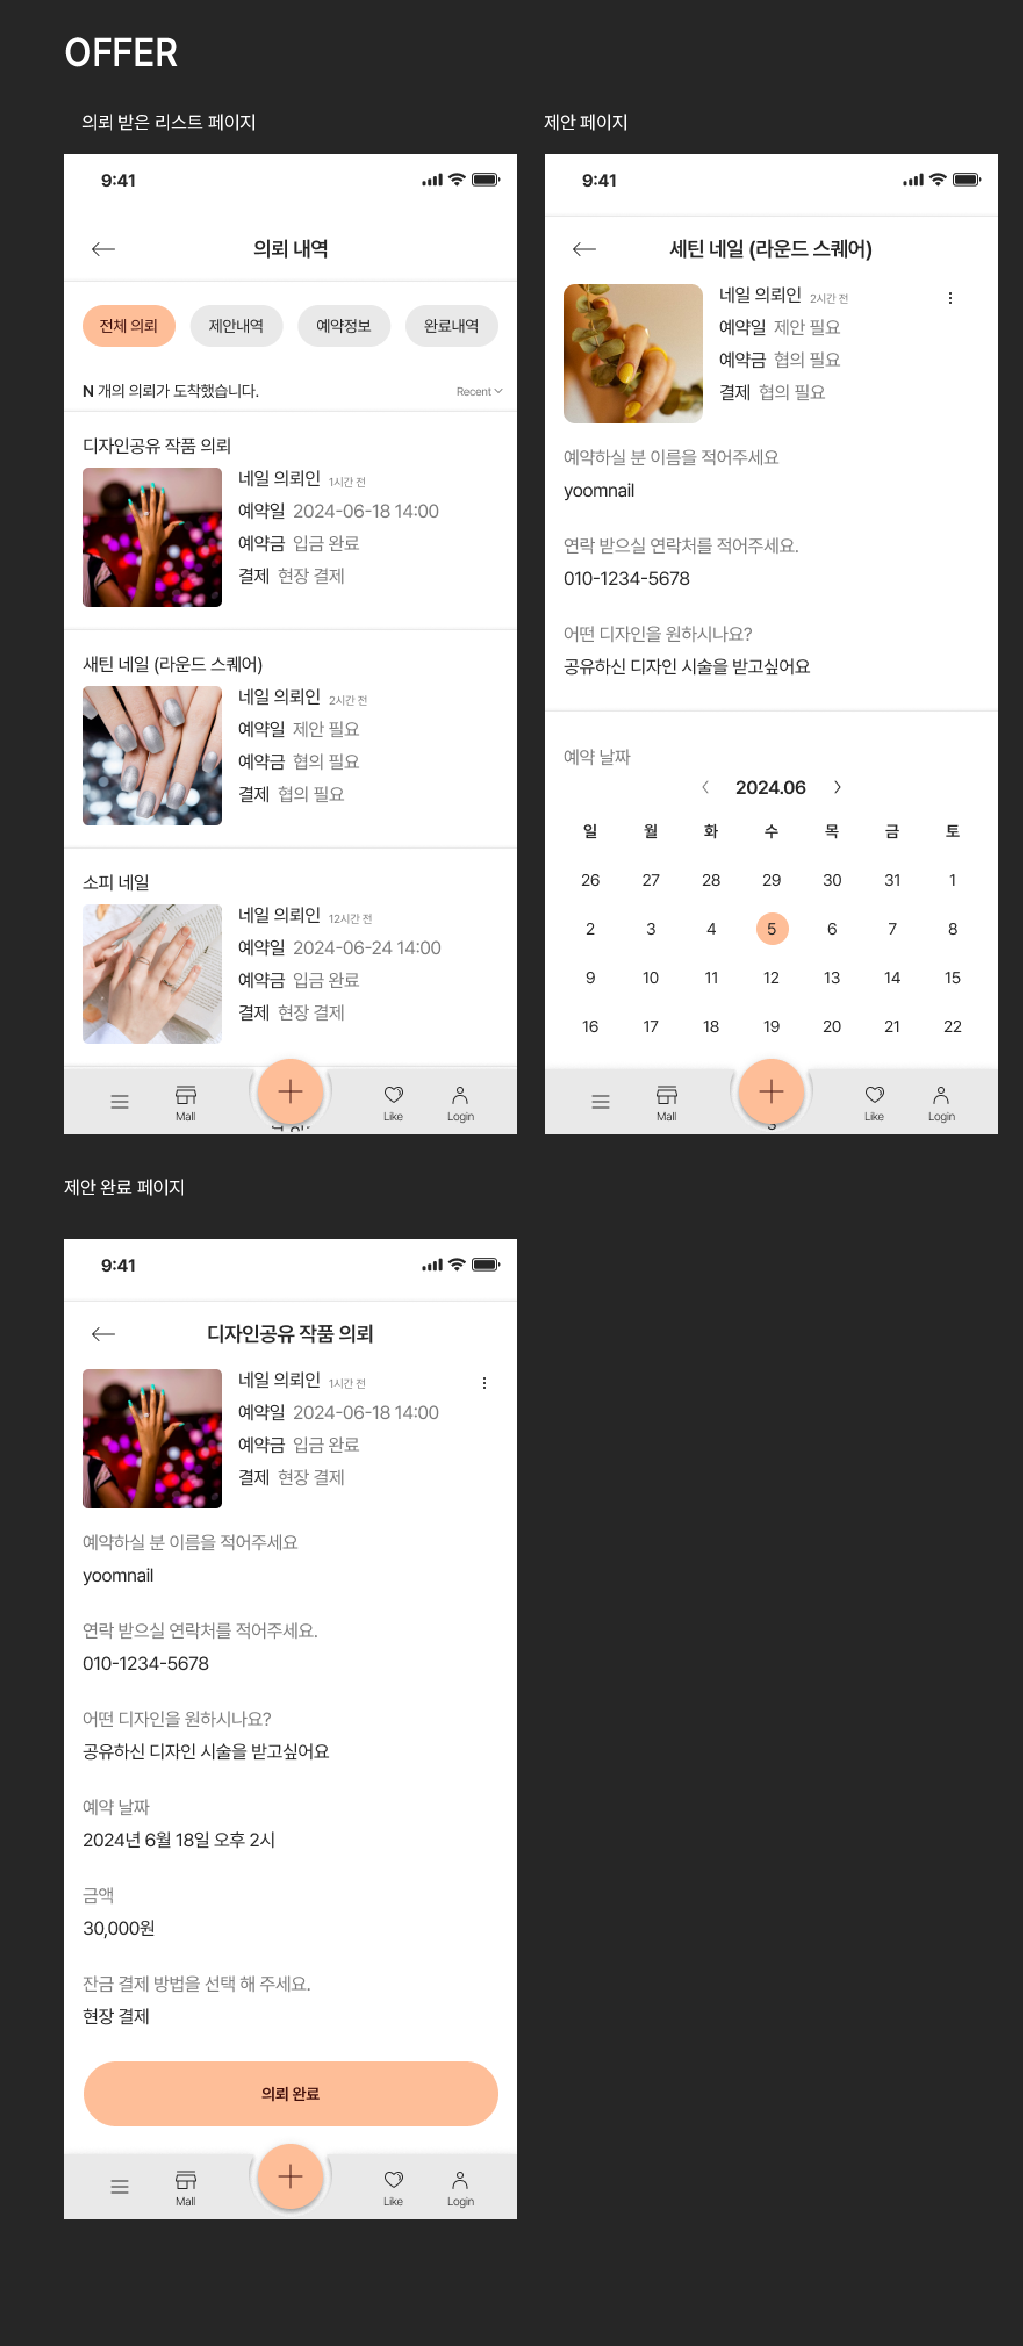 OFFER
의뢰 받은 리스트 페이지
9:41
의뢰 내역
전체 의뢰 제안내역 예약정보 완료내역
N 개의 의뢰가 도착했습니다. Recent
디자인공유 작품 의뢰
네일 의뢰인 1시간 전
예약일 2024-06-18 14:00
예약금 입금 완료
결제 현장 결제
새틴 네일 (라운드 스퀘어)
네일 의뢰인 2시간 전
예약일 제안 필요
예약금 협의 필요
결제 협의 필요
소피 네일
네일 의뢰인 12시간 전
예약일 2024-06-24 14:00
예약금 입금 완료
결제 현장 결제
Mall Like Login
제안 페이지
9:41
세틴 네일 (라운드 스퀘어)
네일 의뢰인 2시간 전
예약일 제안 필요
예약금 협의 필요
결제 협의 필요
예약하실 분 이름을 적어주세요
yoomnail
연락 받으실 연락처를 적어주세요.
010-1234-5678
어떤 디자인을 원하시나요?
공유하신 디자인 시술을 받고싶어요
예약 날짜
2024.06
일 월 화 수 목 금 토
26 27 28 29 30 31 1
2 3 4 5 6 7 8
9 10 11 12 13 14 15
16 17 18 19 20 21 22
Mall Like Login
제안 완료 페이지
9:41
디자인공유 작품 의뢰
네일 의뢰인 1시간 전
예약일 2024-06-18 14:00
예약금 입금 완료
결제 현장 결제
예약하실 분 이름을 적어주세요
yoomnail
연락 받으실 연락처를 적어주세요.
010-1234-5678
어떤 디자인을 원하시나요?
공유하신 디자인 시술을 받고싶어요
예약 날짜
2024년 6월 18일 오후 2시
금액
30,000원
잔금 결제 방법을 선택 해 주세요.
현장 결제
의뢰 완료
Mall Like Login